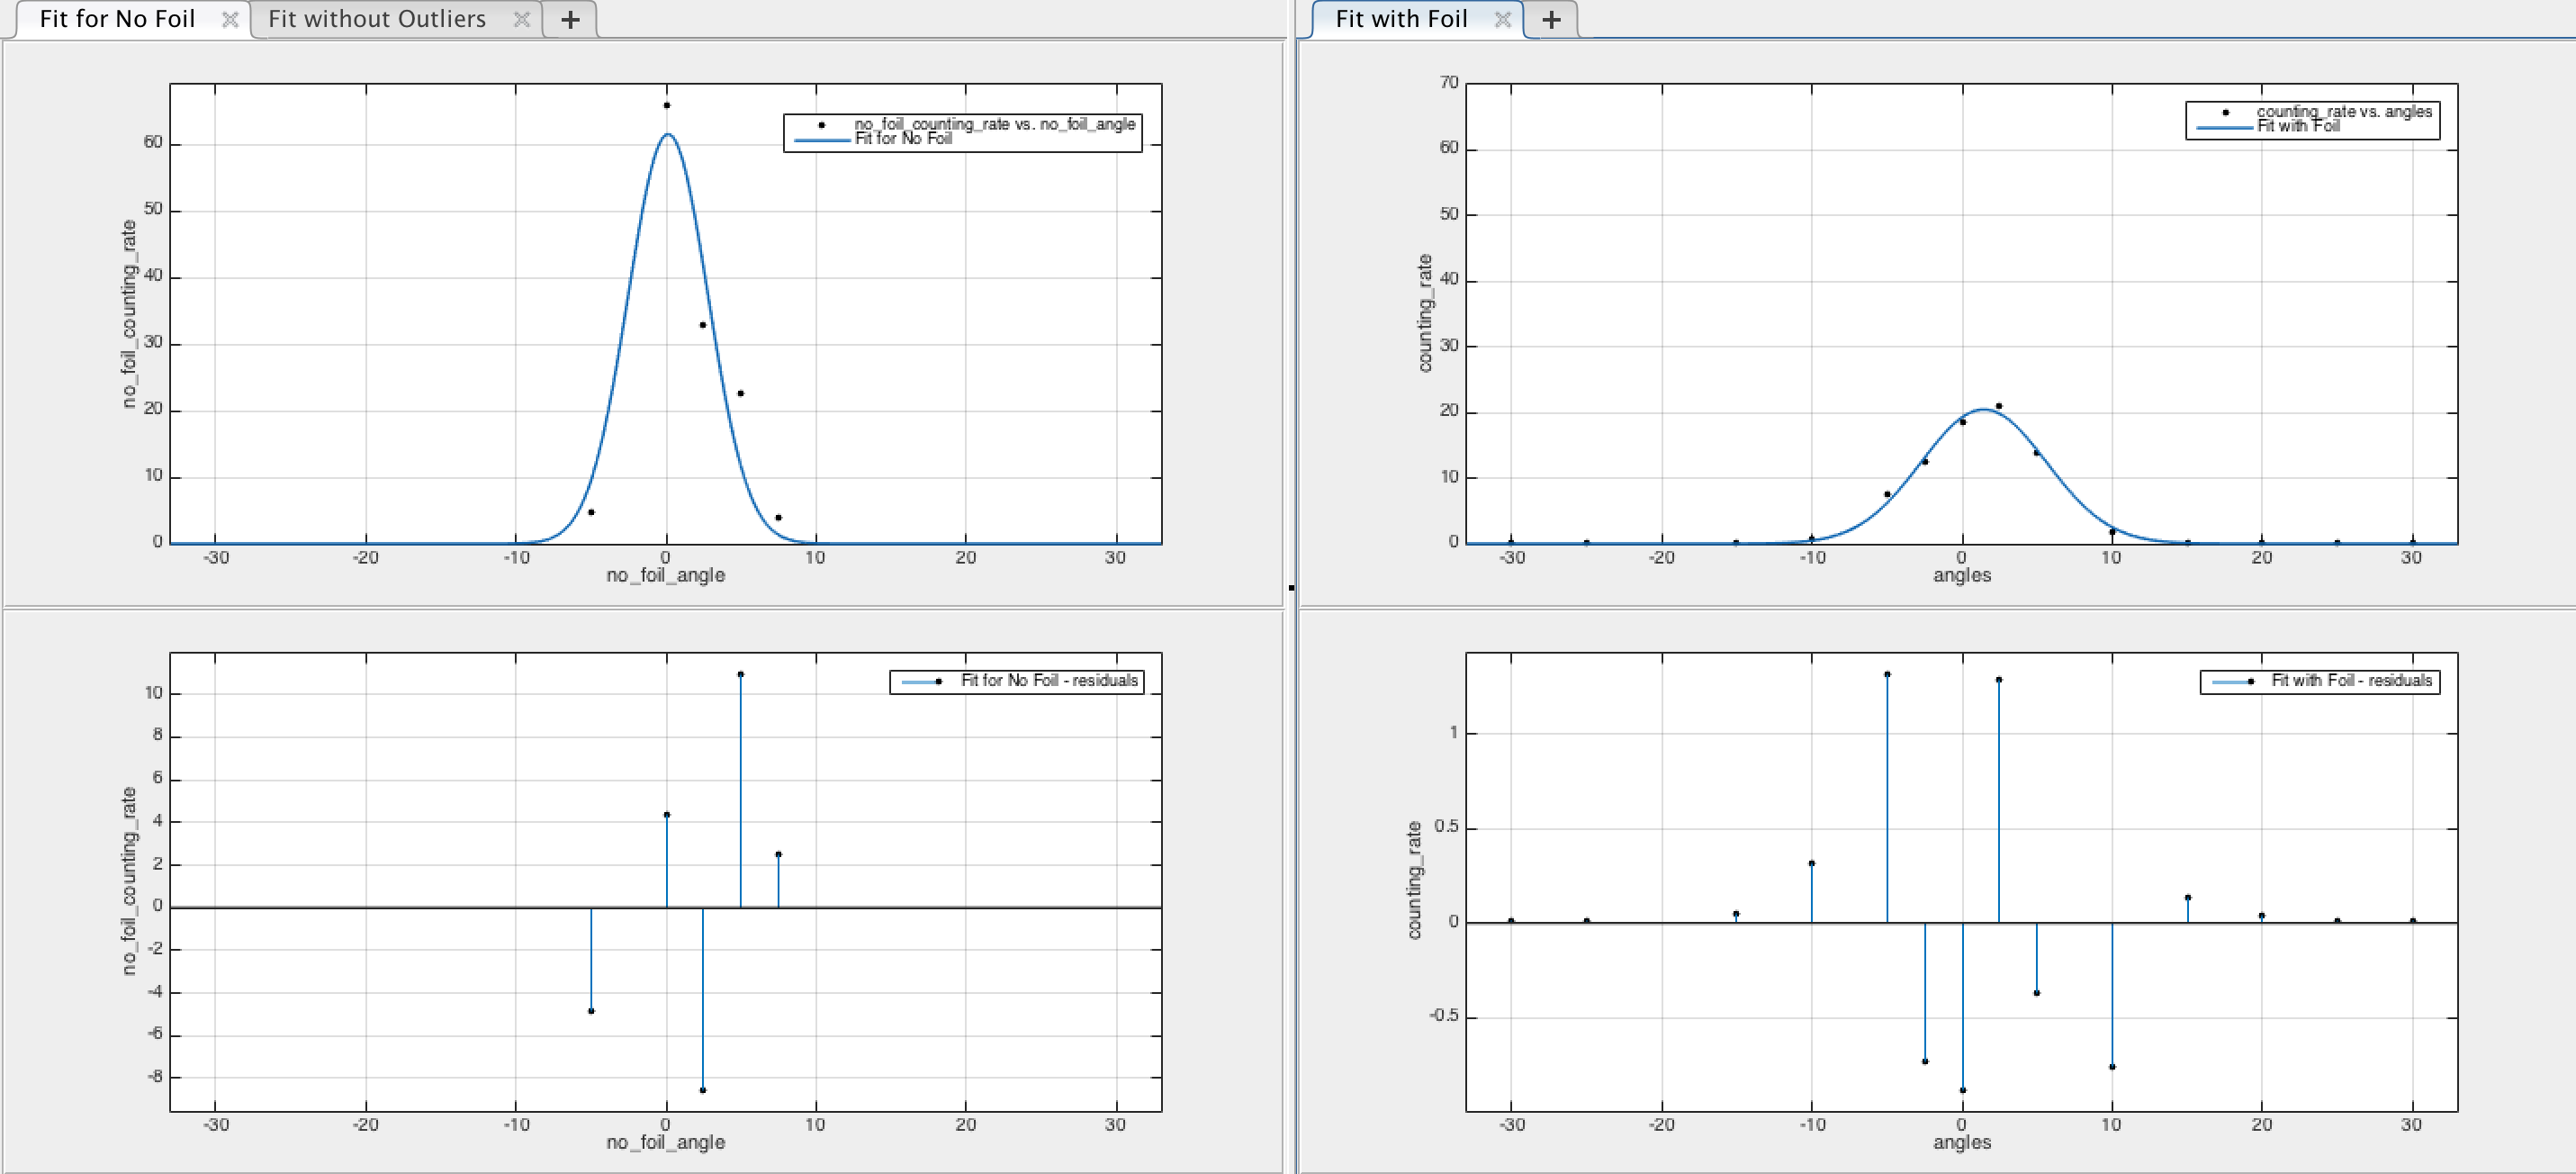 Fit for No Foil
Fit without Outliers
+
no_foil_counting_rate
60
50
40
30
20
10
0
no_foil_counting_rate vs. no_foil_angle
Fit for No Foil
-30 -20 -10 0 10 20 30
no_foil_angle
no_foil_counting_rate
10
8
6
4
2
0
-2
-4
-6
-8
Fit for No Foil - residuals
-30 -20 -10 0 10 20 30
no_foil_angle
Fit with Foil
+
counting_rate
70
60
50
40
30
20
10
0
counting_rate vs. angles
Fit with Foil
-30 -20 -10 0 10 20 30
angles
counting_rate
1
0.5
0
-0.5
Fit with Foil - residuals
-30 -20 -10 0 10 20 30
angles